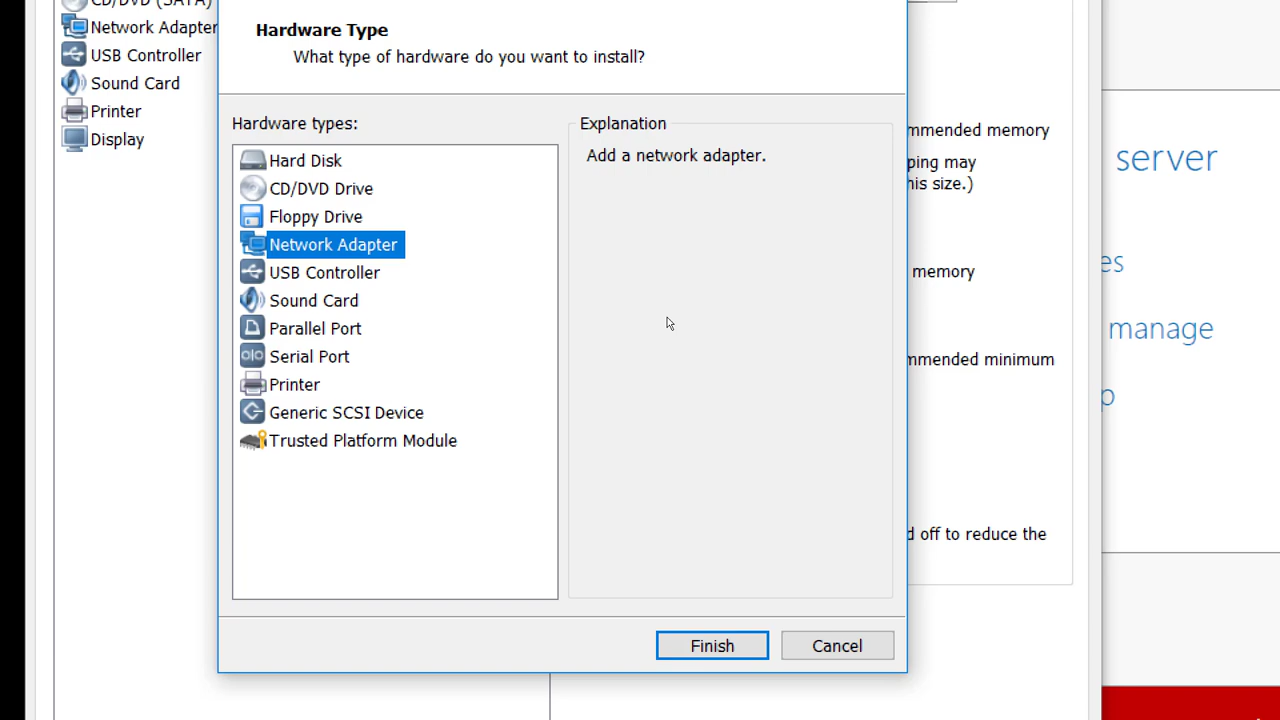 CD/DVD (SATA)
Network Adapter
USB Controller
Sound Card
Printer
Display
Hardware Type
What type of hardware do you want to install?
Hardware types:
Hard Disk
CD/DVD Drive
Floppy Drive
Network Adapter
USB Controller
Sound Card
Parallel Port
Serial Port
Printer
Generic SCSI Device
Trusted Platform Module
Explanation
Add a network adapter.
Finish
Cancel
mmended memory
ping may
his size.)
memory
mmended minimum
d off to reduce the
server
es
manage
p